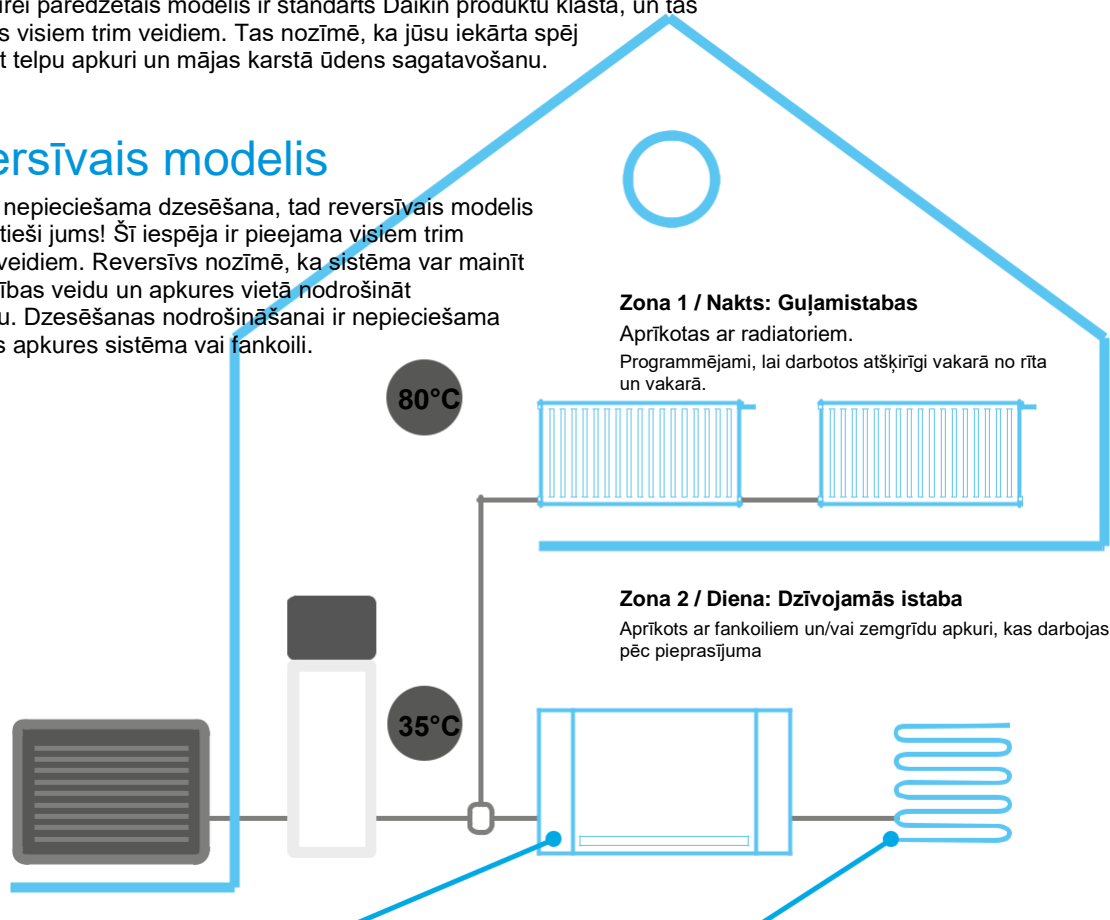 paredzētais modelis ir standarts Daikin produktu klāstā, un tas
visiem trim veidiem. Tas nozīmē, ka jūsu iekārta spēj
telpu apkuri un mājas karstā ūdens sagatavošanu.
ersīvais modelis
nepieciešama dzesēšana, tad reversīvais modelis
tieši jums! Šī iespēja ir pieejama visiem trim
veidiem. Reversīvs nozīmē, ka sistēma var mainīt
ības veidu un apkures vietā nodrošināt
u. Dzesēšanas nodrošināšanai ir nepieciešama
s apkures sistēma vai fankoili.
Zona 1 / Nakts: Guļamistabas
Aprīkotas ar radiatoriem.
Programmējami, lai darbotos atšķirīgi vakarā no rīta
un vakarā.
80°C
Zona 2 / Diena: Dzīvojamās istaba
Aprīkots ar fankoiliem un/vai zemgrīdu apkuri, kas darbojas
pēc pieprasījuma
35°C